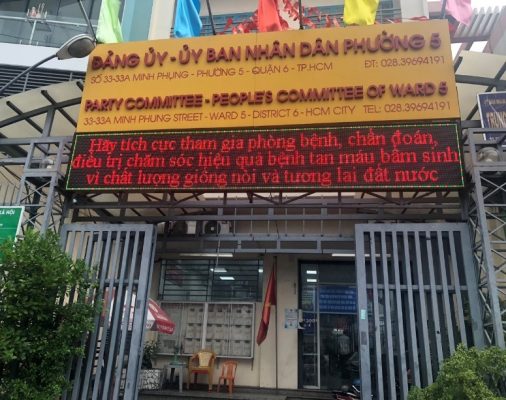 ĐẢNG ỦY - ỦY BAN NHÂN DÂN PHƯỜNG 5
SỐ 33-33A MINH PHỤNG - PHƯỜNG 5 - QUẬN 6 - TP.HCM ĐT: 028.39694191
PARTY COMMITTEE - PEOPLE'S COMMITTEE OF WARD 5
33-33A MINH PHUNG STREET - WARD 5 - DISTRICT 6 - HCM CITY TEL: 028.39694191
Hãy tích cực tham gia phòng bệnh, chẩn đoán,
điều trị chăm sóc hiệu quả bệnh tan máu bẩm sinh
vì chất lượng giống nòi và tương lai đất nước